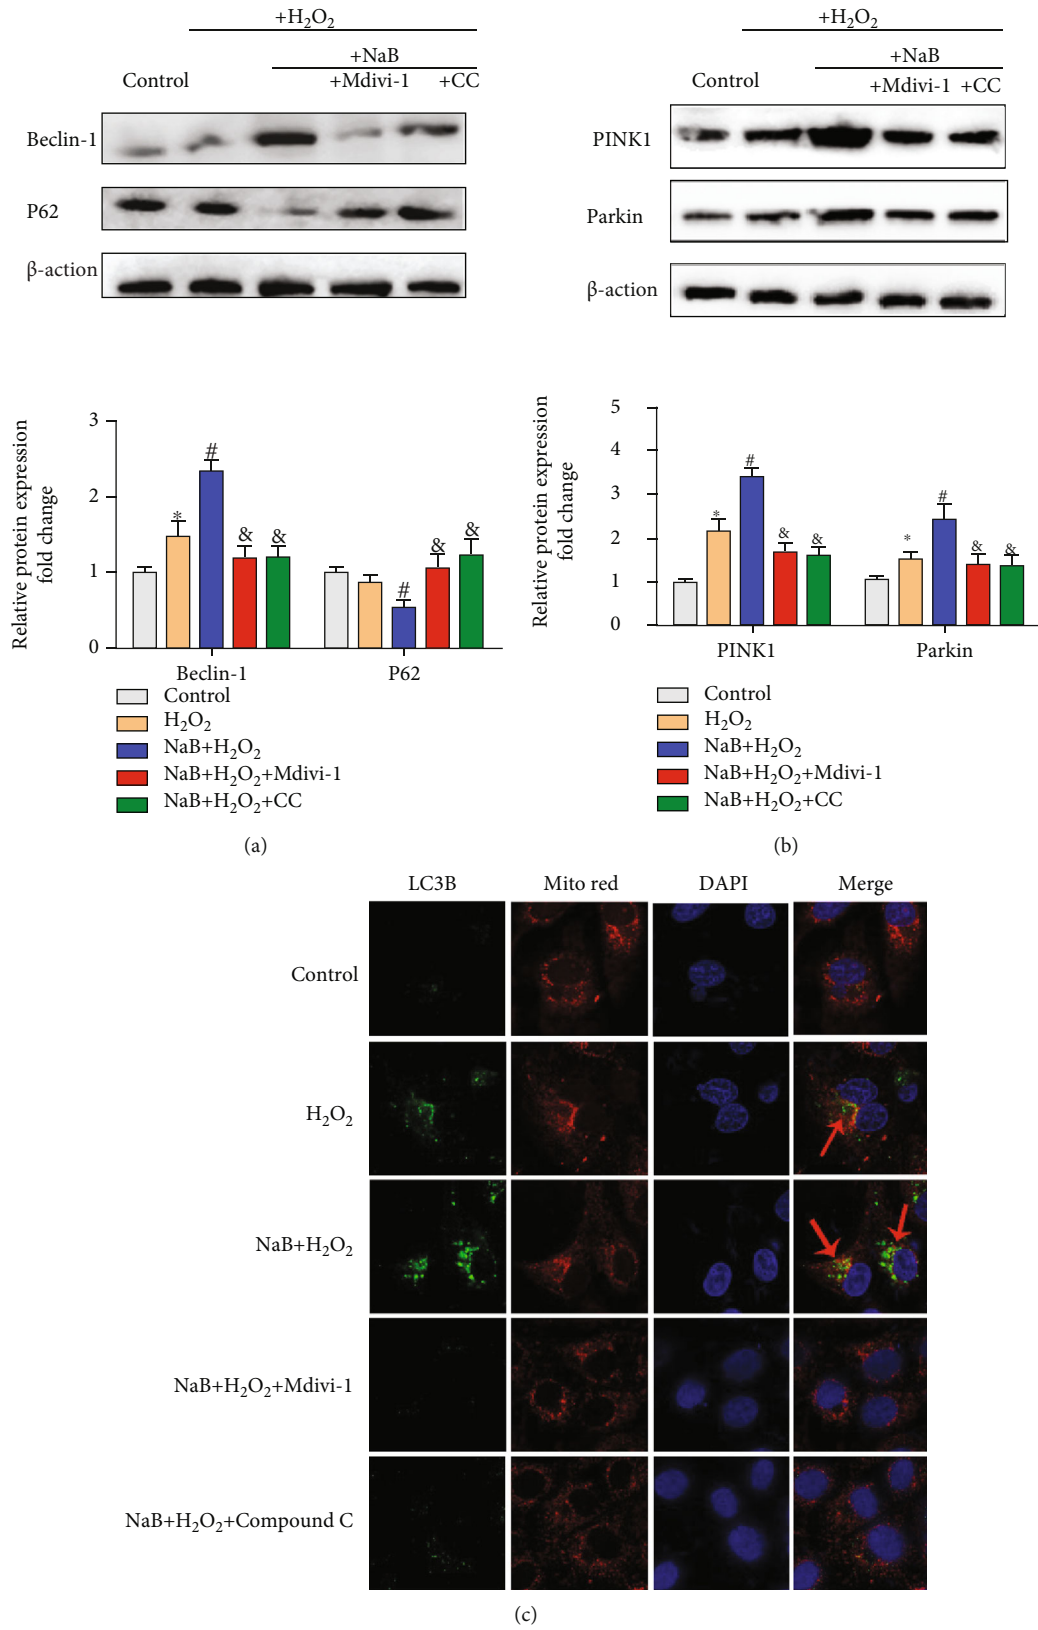 +H₂O₂
+NaB
Control +Mdivi-1 +CC
Beclin-1
P62
β-action
+H₂O₂
+NaB
Control +Mdivi-1 +CC
PINK1
Parkin
β-action
Relative protein expression
fold change
3
2
1
0
* # & &
# & &
Beclin-1 P62
Control
H₂O₂
NaB+H₂O₂
NaB+H₂O₂+Mdivi-1
NaB+H₂O₂+CC
(a)
Relative protein expression
fold change
5
4
3
2
1
0
* # & &
* # & &
PINK1 Parkin
Control
H₂O₂
NaB+H₂O₂
NaB+H₂O₂+Mdivi-1
NaB+H₂O₂+CC
(b)
LC3B Mito red DAPI Merge
Control
H₂O₂
NaB+H₂O₂
NaB+H₂O₂+Mdivi-1
NaB+H₂O₂+Compound C
(c)